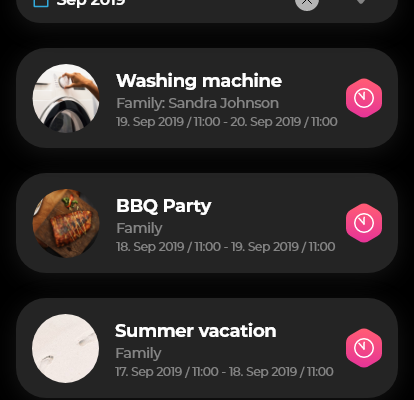 Sep 2019
Washing machine
Family: Sandra Johnson
19. Sep 2019 / 11:00 - 20. Sep 2019 / 11:00
BBQ Party
Family
18. Sep 2019 / 11:00 - 19. Sep 2019 / 11:00
Summer vacation
Family
17. Sep 2019 / 11:00 - 18. Sep 2019 / 11:00